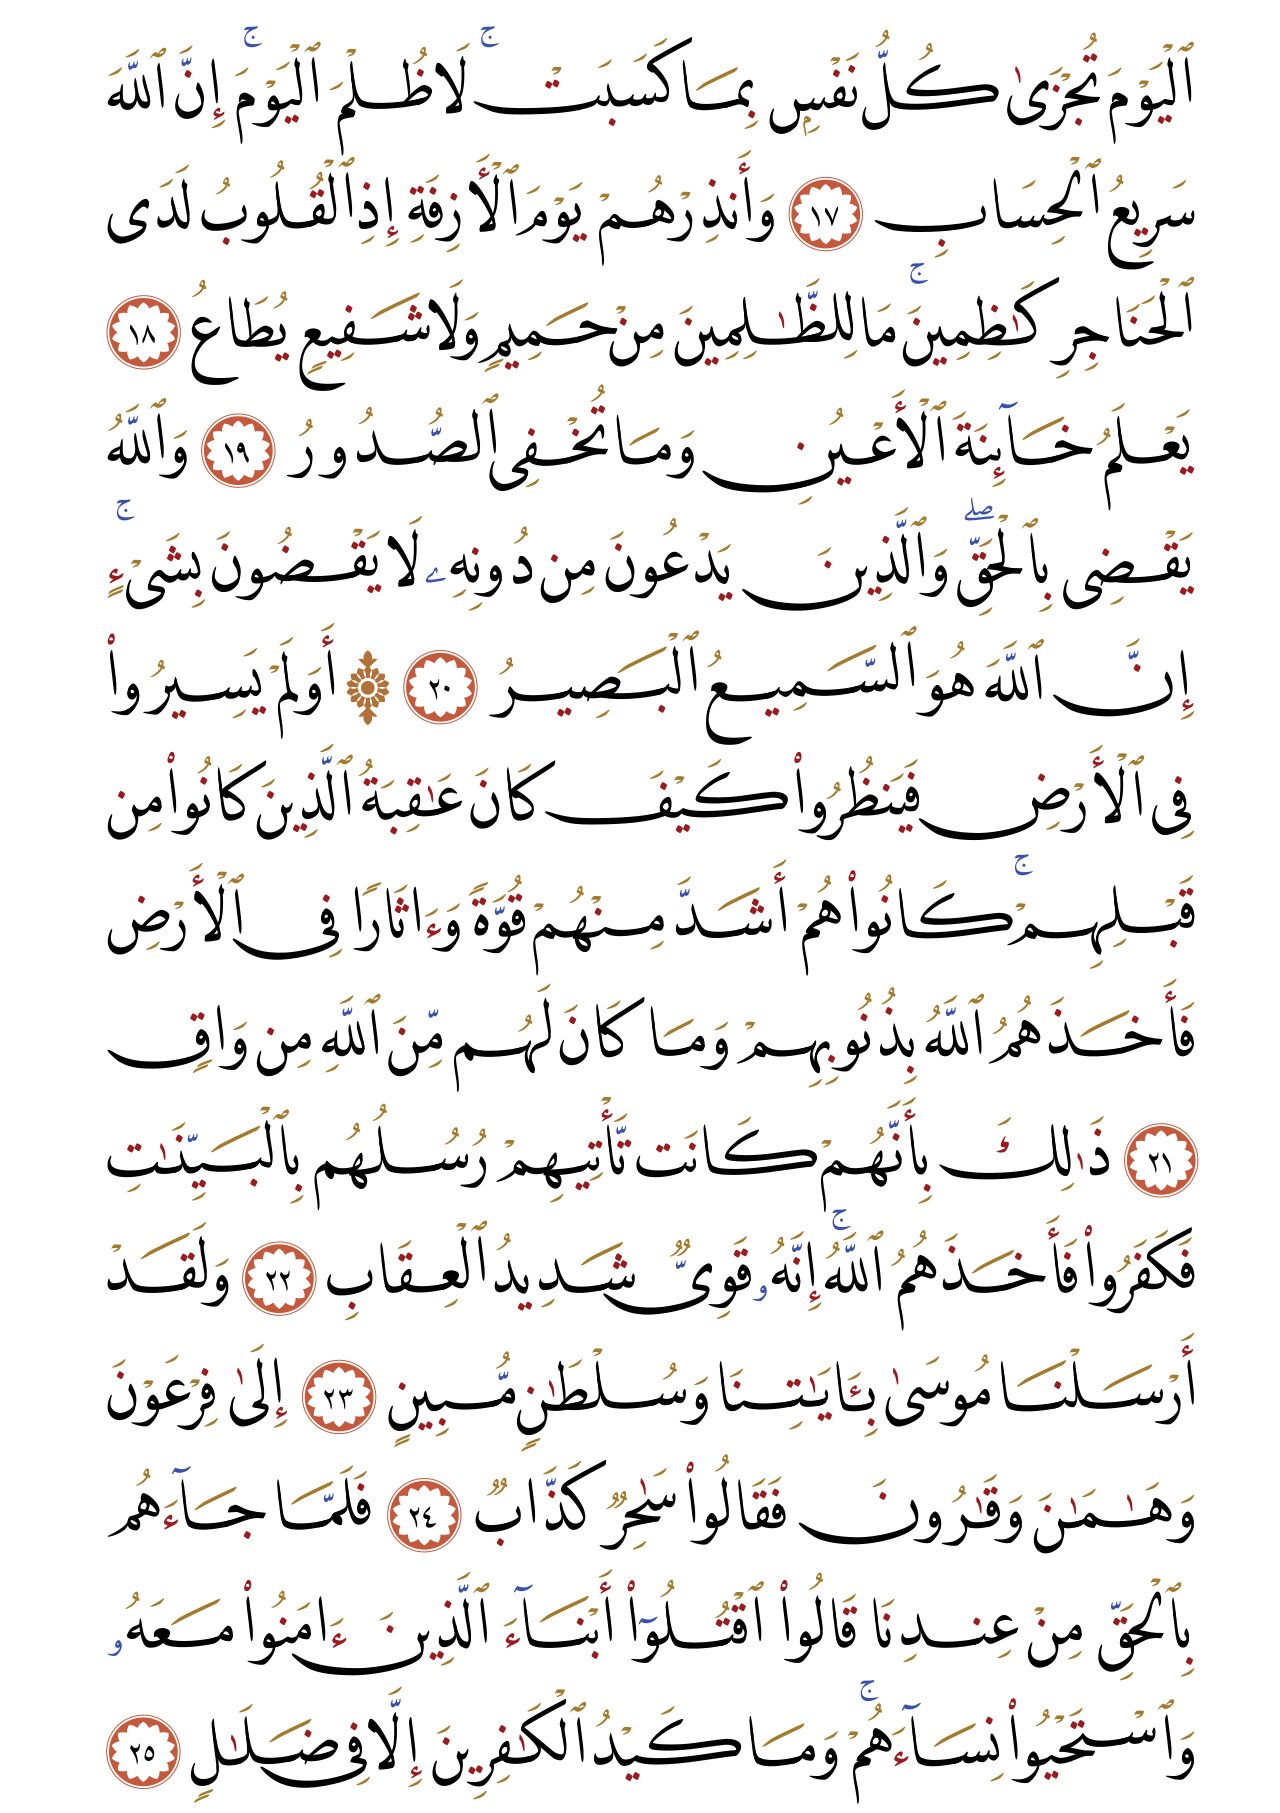 ٱلْيَوْمَ تُجْزَىٰ كُلُّ نَفْسٍۭ بِمَا كَسَبَتْ ۚ لَا ظُلْمَ ٱلْيَوْمَ ۚ إِنَّ ٱللَّهَ
سَرِيعُ ٱلْحِسَابِ ١٧ وَأَنذِرْهُمْ يَوْمَ ٱلْأَزِفَةِ إِذِ ٱلْقُلُوبُ لَدَى
ٱلْحَنَاجِرِ كَـٰظِمِينَ ۚ مَا لِلظَّـٰلِمِينَ مِنْ حَمِيمٍ وَلَا شَفِيعٍ يُطَاعُ ١٨
يَعْلَمُ خَآئِنَةَ ٱلْأَعْيُنِ وَمَا تُخْفِى ٱلصُّدُورُ ١٩ وَٱللَّهُ
يَقْضِى بِٱلْحَقِّ ۖ وَٱلَّذِينَ يَدْعُونَ مِن دُونِهِۦ لَا يَقْضُونَ بِشَىْءٍ ۚ
إِنَّ ٱللَّهَ هُوَ ٱلسَّمِيعُ ٱلْبَصِيرُ ٢٠ ۞ أَوَلَمْ يَسِيرُوا۟
فِى ٱلْأَرْضِ فَيَنظُرُوا۟ كَيْفَ كَانَ عَـٰقِبَةُ ٱلَّذِينَ كَانُوا۟ مِن
قَبْلِهِمْ ۚ كَانُوا۟ هُمْ أَشَدَّ مِنْهُمْ قُوَّةً وَءَاثَارًا فِى ٱلْأَرْضِ
فَأَخَذَهُمُ ٱللَّهُ بِذُنُوبِهِمْ وَمَا كَانَ لَهُم مِّنَ ٱللَّهِ مِن وَاقٍ
٢١ ذَٰلِكَ بِأَنَّهُمْ كَانَت تَّأْتِيهِمْ رُسُلُهُم بِٱلْبَيِّنَـٰتِ
فَكَفَرُوا۟ فَأَخَذَهُمُ ٱللَّهُ ۚ إِنَّهُۥ قَوِىٌّ شَدِيدُ ٱلْعِقَابِ ٢٢ وَلَقَدْ
أَرْسَلْنَا مُوسَىٰ بِـَٔايَـٰتِنَا وَسُلْطَـٰنٍ مُّبِينٍ ٢٣ إِلَىٰ فِرْعَوْنَ
وَهَـٰمَـٰنَ وَقَـٰرُونَ فَقَالُوا۟ سَـٰحِرٌ كَذَّابٌ ٢٤ فَلَمَّا جَآءَهُم
بِٱلْحَقِّ مِنْ عِندِنَا قَالُوا۟ ٱقْتُلُوٓا۟ أَبْنَآءَ ٱلَّذِينَ ءَامَنُوا۟ مَعَهُۥ
وَٱسْتَحْيُوا۟ نِسَآءَهُمْ ۚ وَمَا كَيْدُ ٱلْكَـٰفِرِينَ إِلَّا فِى ضَلَـٰلٍ ٢٥